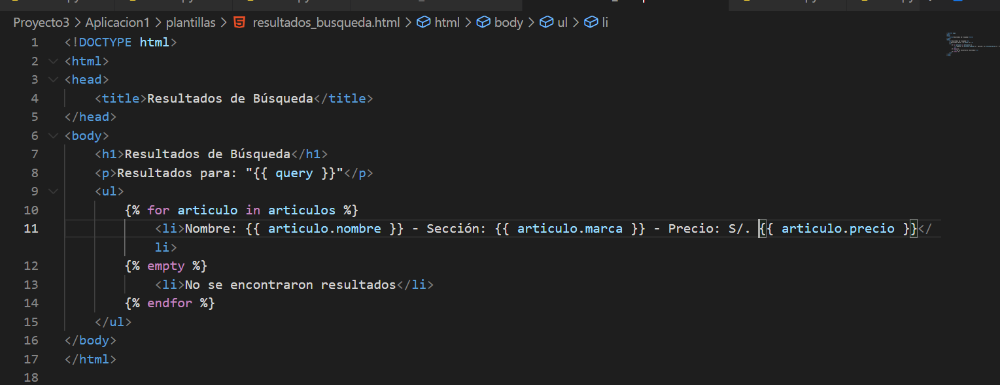 Proyecto3 > Aplicacion1 > plantillas > resultados_busqueda.html > html > body > ul > li
1 <!DOCTYPE html>
2 <html>
3 <head>
4 <title>Resultados de Búsqueda</title>
5 </head>
6 <body>
7 <h1>Resultados de Búsqueda</h1>
8 <p>Resultados para: "{{ query }}"</p>
9 <ul>
10 {% for articulo in articulos %}
11 <li>Nombre: {{ articulo.nombre }} - Sección: {{ articulo.marca }} - Precio: S/. {{ articulo.precio }}</
li>
12 {% empty %}
13 <li>No se encontraron resultados</li>
14 {% endfor %}
15 </ul>
16 </body>
17 </html>
18